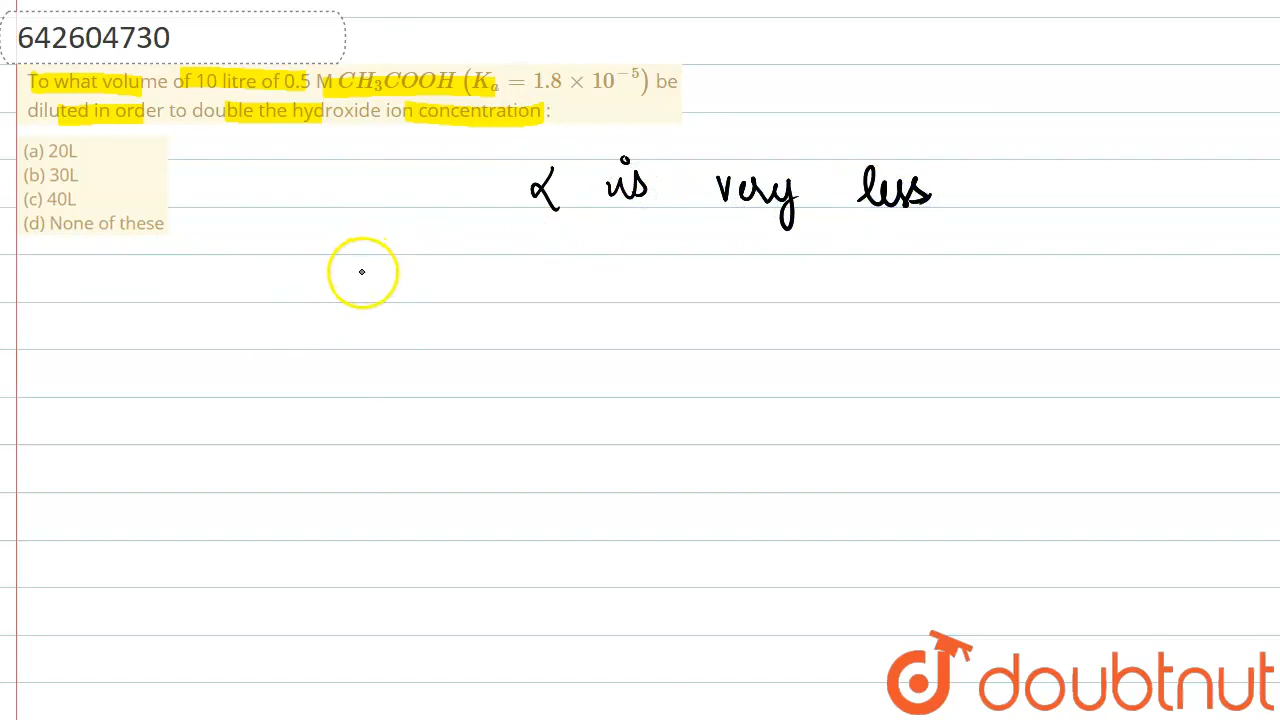 642604730
To what volume of 10 litre of 0.5 M CH₃COOH (Kₐ = 1.8 × 10⁻⁵) be
diluted in order to double the hydroxide ion concentration :
(a) 20L
(b) 30L
(c) 40L
(d) None of these
α is very less
doubtnut